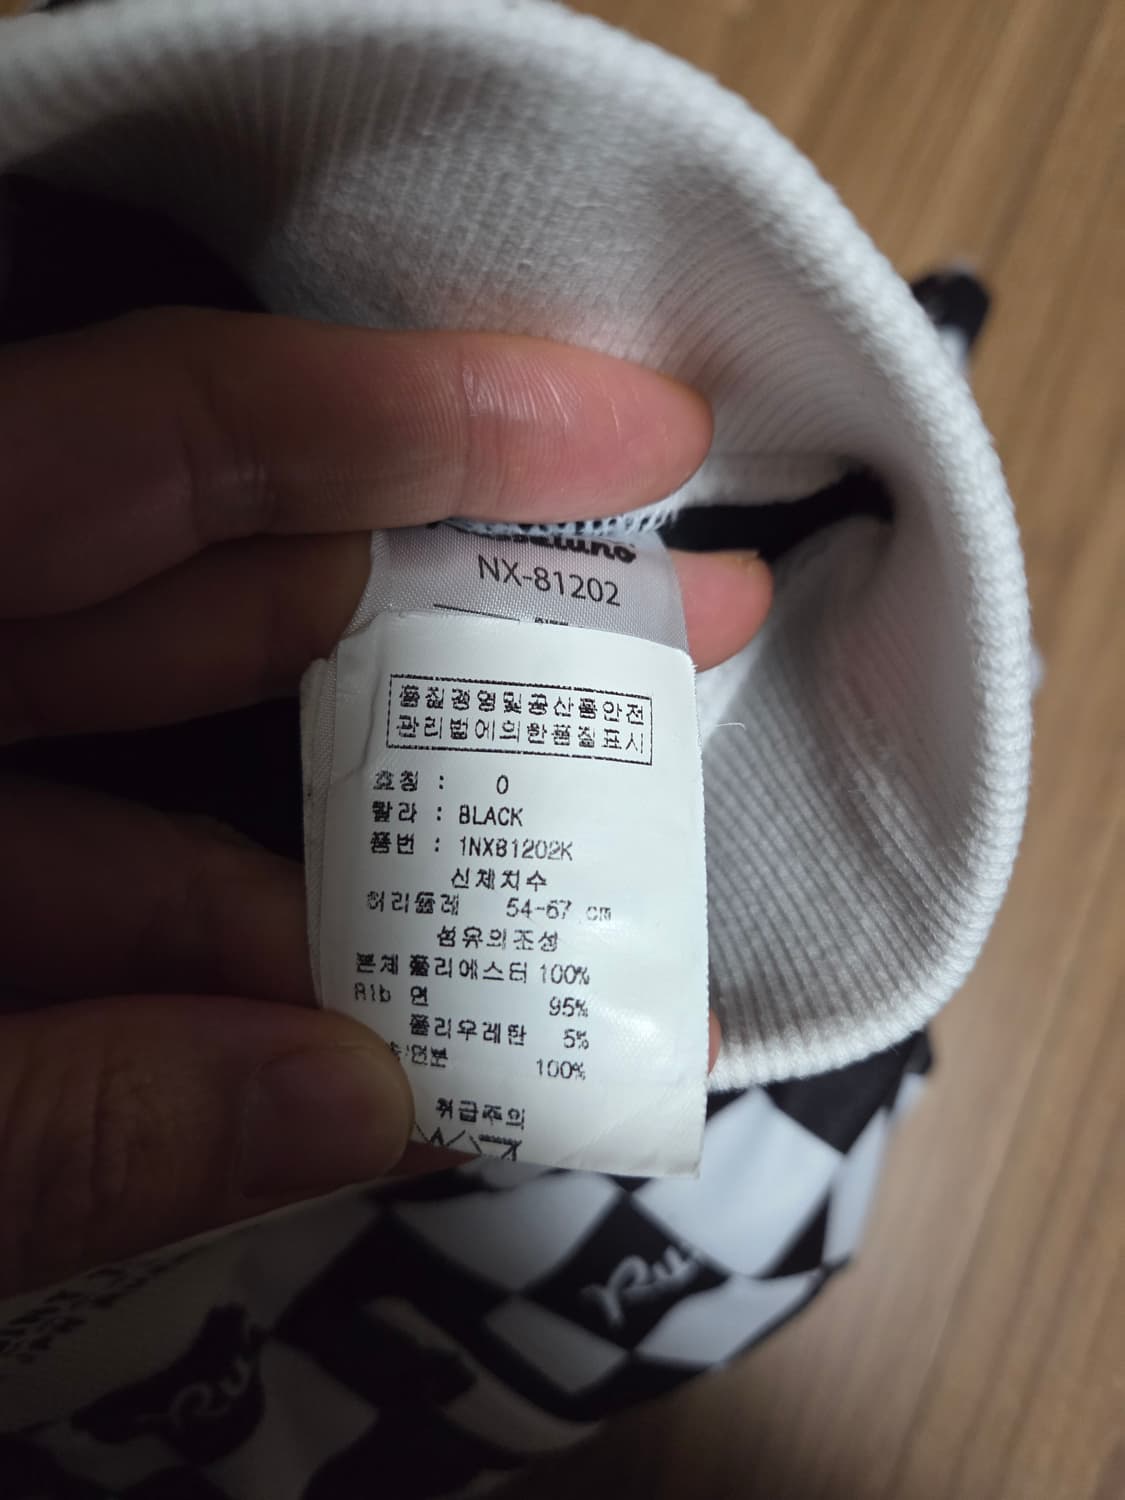 NX-81202
품질경영및공산품안전
관리법에의한품질표시
호칭 : 0
칼라 : BLACK
품번 : 1NX81202K
신체치수
허리둘레 54-67 cm
섬유의조성
본체 폴리에스터 100%
Rib 면 95%
폴리우레탄 5%
100%
취급주의
Ru
Ru